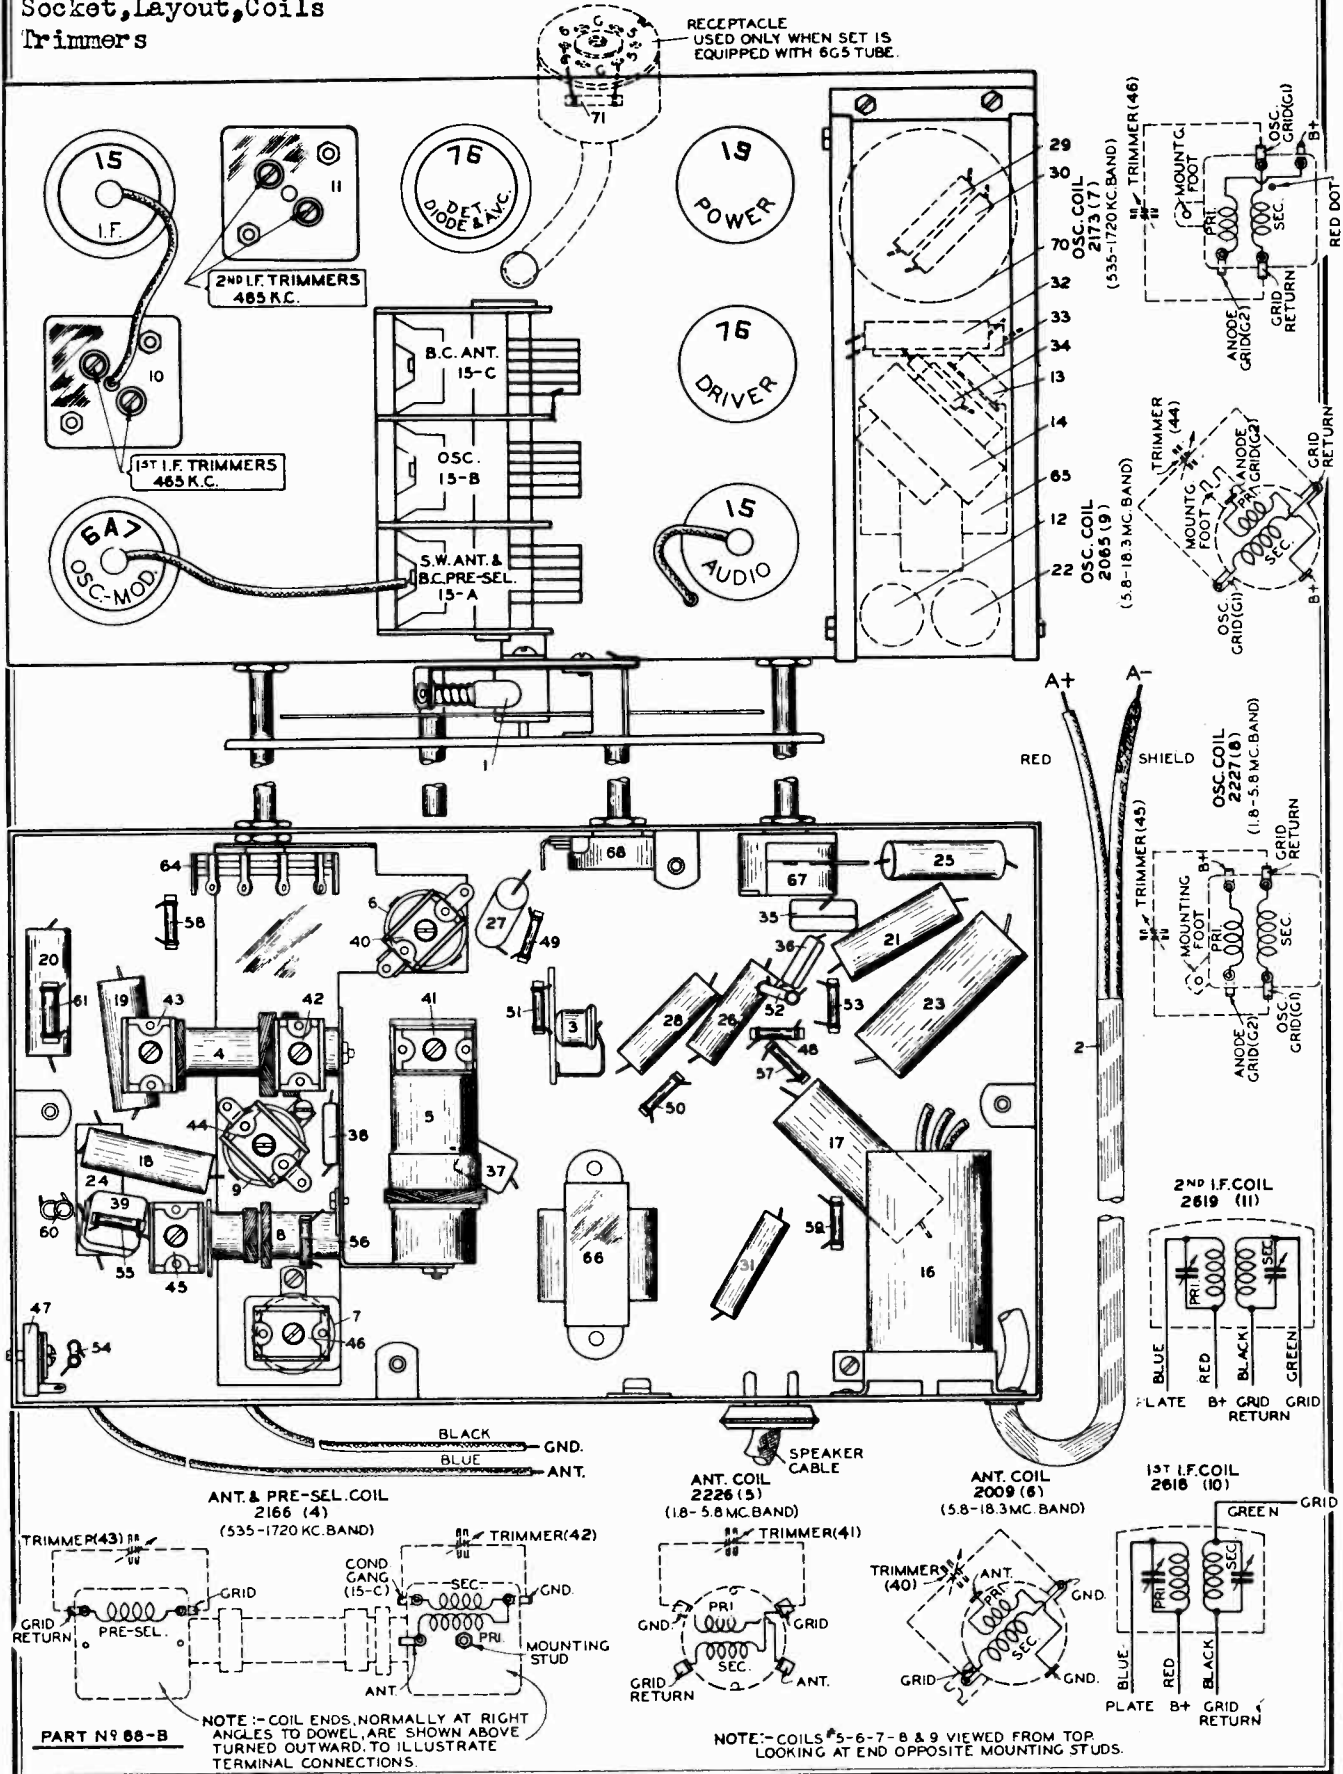 Socket,Layout,Coils
Trimmers
RECEPTACLE
USED ONLY WHEN SET IS
EQUIPPED WITH 6G5 TUBE.
6 G 5
G
71
15
I.F.
11
2ND I.F. TRIMMERS
465 K.C.
76
DET.
DIODE & A.V.C.
19
POWER
29
30
70
32
33
34
13
14
65
12
22
10
1ST I.F. TRIMMERS
465 K.C.
B.C. ANT.
15-C
OSC.
15-B
S.W. ANT. &
B.C. PRE-SEL.
15-A
76
DRIVER
6A7
OSC.-MOD.
15
AUDIO
1
OSC. COIL
2173 (7)
(535-1720 KC. BAND)
TRIMMER (46)
MOUNTG.
FOOT
OSC.
GRID(G1)
B+
PRI.
SEC.
RED DOT
ANODE
GRID(G2)
GRID
RETURN
OSC. COIL
2065 (9)
(5.8-18.3 MC. BAND)
TRIMMER
(44)
MOUNTG
FOOT
ANODE
GRID(G2)
GRID
RETURN
PRI.
SEC.
OSC.
GRID(G1)
B+
A+
A-
RED
SHIELD
2
OSC. COIL
2227 (8)
(1.8-5.8 MC. BAND)
TRIMMER (45)
MOUNTING
FOOT
B+
GRID
RETURN
PRI.
SEC.
ANODE
GRID(G2)
OSC.
GRID(G1)
64
58
6
40
27
49
68
67
25
35
36
21
23
20
61
19
43
4
42
41
51
3
28
26
52
53
48
57
50
44
38
5
37
17
18
24
9
39
60
55
45
8
56
66
31
59
16
47
54
7
46
2ND I.F. COIL
2619 (11)
PRI.
SEC.
BLUE
RED
BLACK
GREEN
PLATE B+ GRID GRID
RETURN
BLACK
GND.
BLUE
ANT.
SPEAKER
CABLE
ANT. & PRE-SEL. COIL
2166 (4)
(535-1720 KC. BAND)
TRIMMER (43)
TRIMMER (42)
COND
GANG
(15-C)
SEC.
GND.
GRID
GRID
RETURN
PRE-SEL.
PRI.
MOUNTING
STUD
ANT.
ANT. COIL
2226 (5)
(1.8-5.8 MC. BAND)
TRIMMER (41)
PRI
GND.
GRID
SEC.
GRID
RETURN
ANT.
ANT. COIL
2009 (6)
(5.8-18.3 MC. BAND)
TRIMMER
(40)
ANT.
PRI.
GND.
SEC.
GRID
GND.
1ST I.F. COIL
2618 (10)
GREEN
GRID
PRI.
SEC.
BLUE
RED
BLACK
PLATE B+ GRID
RETURN
PART Nº 88-B
NOTE:-COIL ENDS, NORMALLY AT RIGHT
ANGLES TO DOWEL, ARE SHOWN ABOVE
TURNED OUTWARD, TO ILLUSTRATE
TERMINAL CONNECTIONS.
NOTE:-COILS #5-6-7-8 & 9 VIEWED FROM TOP.
LOOKING AT END OPPOSITE MOUNTING STUDS.